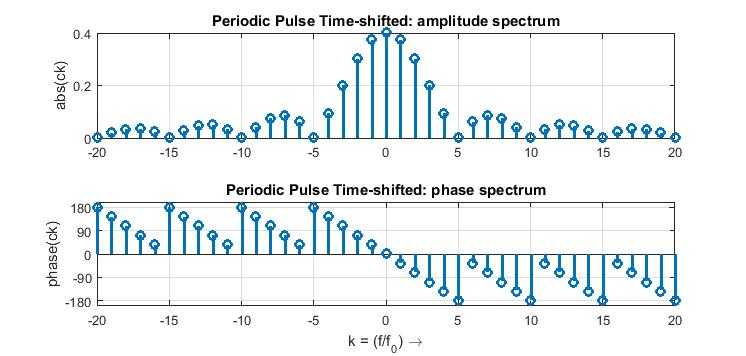 Periodic Pulse Time-shifted: amplitude spectrum
0.4
0.2
0
abs(ck)
-20 -15 -10 -5 0 5 10 15 20
Periodic Pulse Time-shifted: phase spectrum
180
90
0
-90
-180
phase(ck)
-20 -15 -10 -5 0 5 10 15 20
k = (f/f₀) →